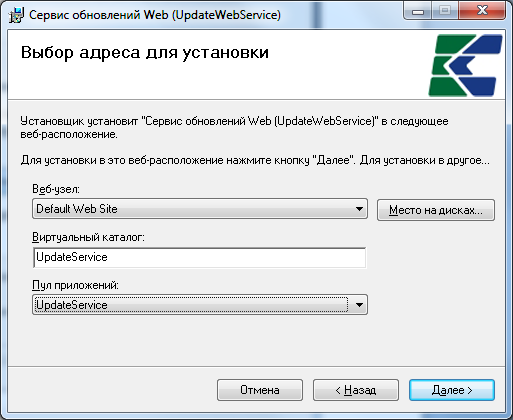 Сервис обновлений Web (UpdateWebService)
Выбор адреса для установки
Установщик установит "Сервис обновлений Web (UpdateWebService)" в следующее
веб-расположение.
Для установки в это веб-расположение нажмите кнопку "Далее". Для установки в другое...
Веб-узел:
Default Web Site
Место на дисках...
Виртуальный каталог:
UpdateService
Пул приложений:
UpdateService
Отмена
< Назад
Далее >